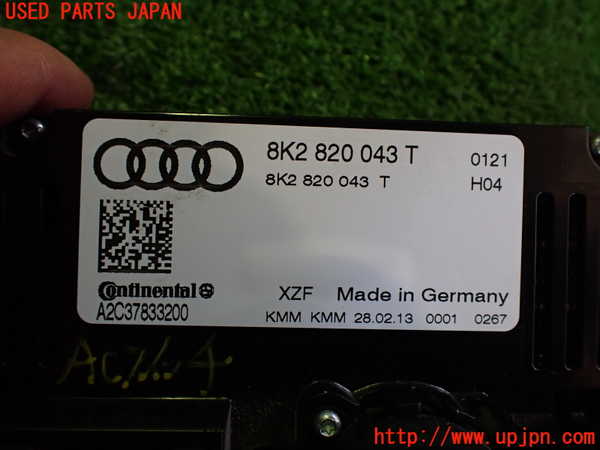 USED PARTS JAPAN
8K2 820 043 T 0121
8K2 820 043 T H04
Continental
XZF Made in Germany
A2C37833200
KMM KMM 28.02.13 0001 0267
http://www.upjpn.com/